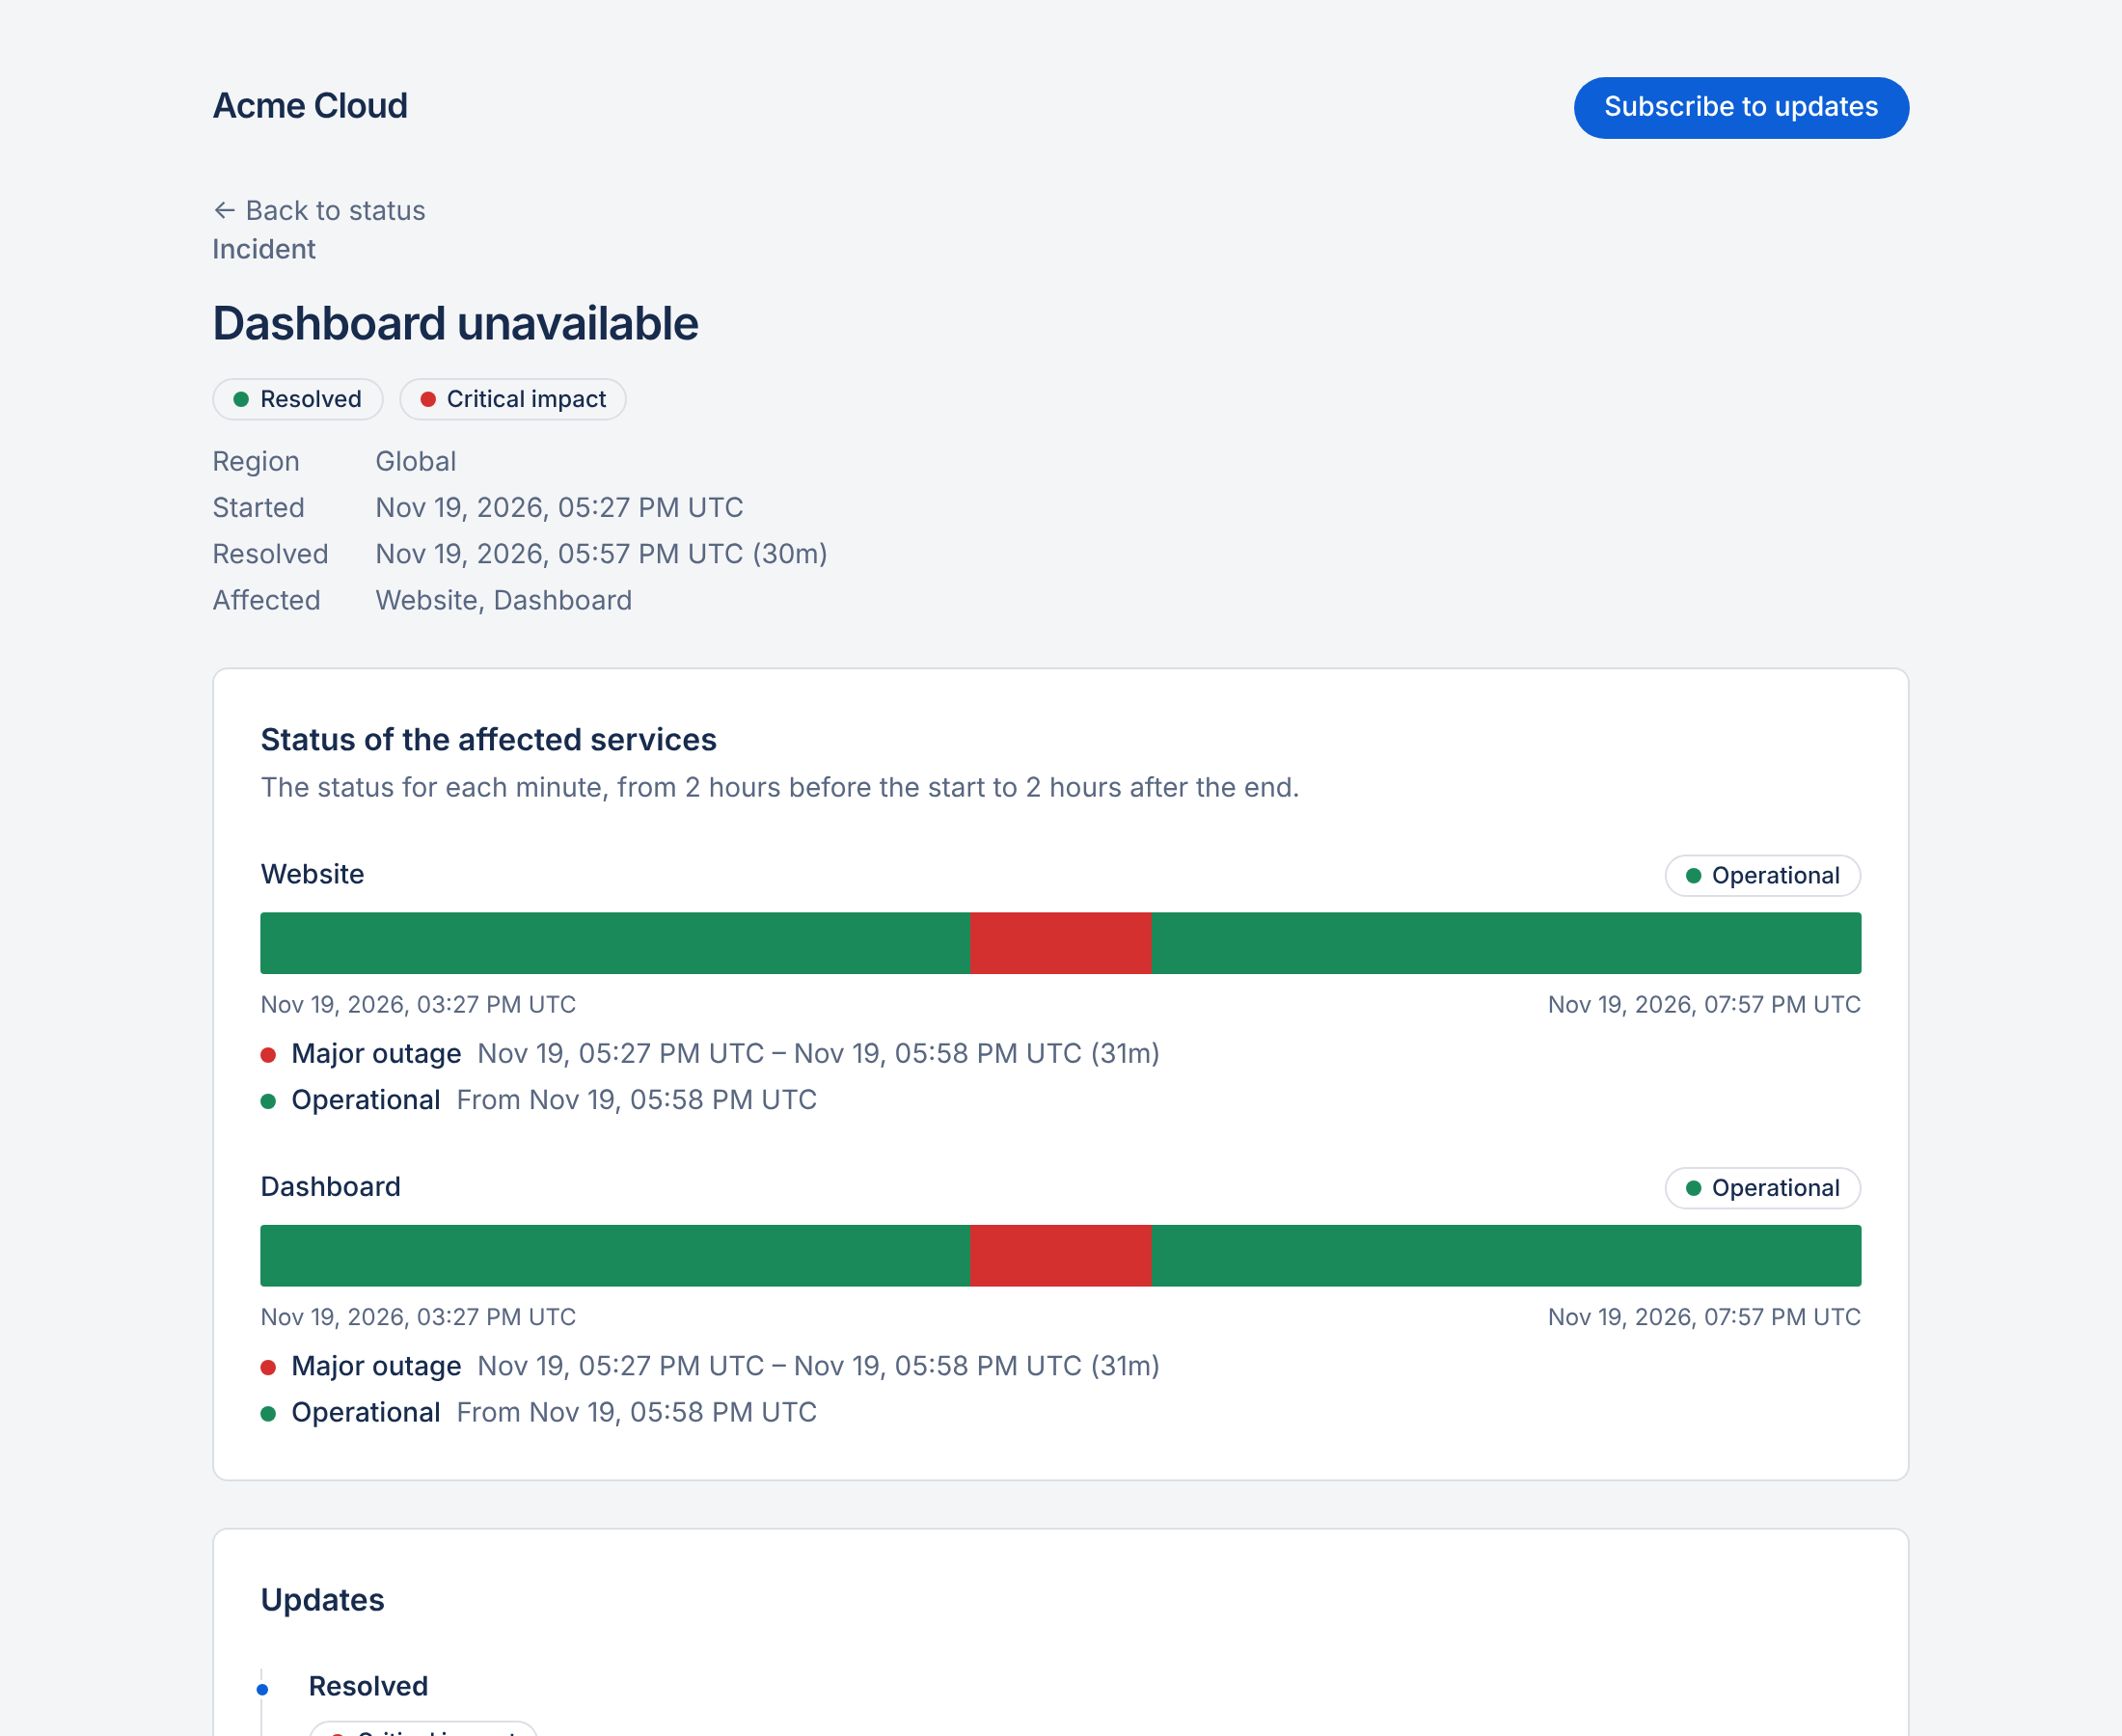 Acme Cloud
Subscribe to updates
← Back to status
Incident
Dashboard unavailable
Resolved
Critical impact
Region Global
Started Nov 19, 2026, 05:27 PM UTC
Resolved Nov 19, 2026, 05:57 PM UTC (30m)
Affected Website, Dashboard
Status of the affected services
The status for each minute, from 2 hours before the start to 2 hours after the end.
Website
Operational
Nov 19, 2026, 03:27 PM UTC
Nov 19, 2026, 07:57 PM UTC
Major outage Nov 19, 05:27 PM UTC – Nov 19, 05:58 PM UTC (31m)
Operational From Nov 19, 05:58 PM UTC
Dashboard
Operational
Nov 19, 2026, 03:27 PM UTC
Nov 19, 2026, 07:57 PM UTC
Major outage Nov 19, 05:27 PM UTC – Nov 19, 05:58 PM UTC (31m)
Operational From Nov 19, 05:58 PM UTC
Updates
Resolved